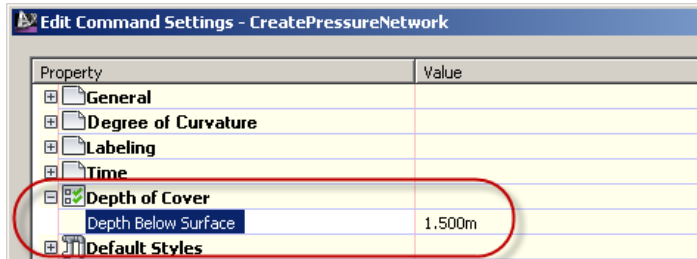 Edit Command Settings - CreatePressureNetwork
Property Value
General
Degree of Curvature
Labeling
Time
Depth of Cover
Depth Below Surface 1.500m
Default Styles